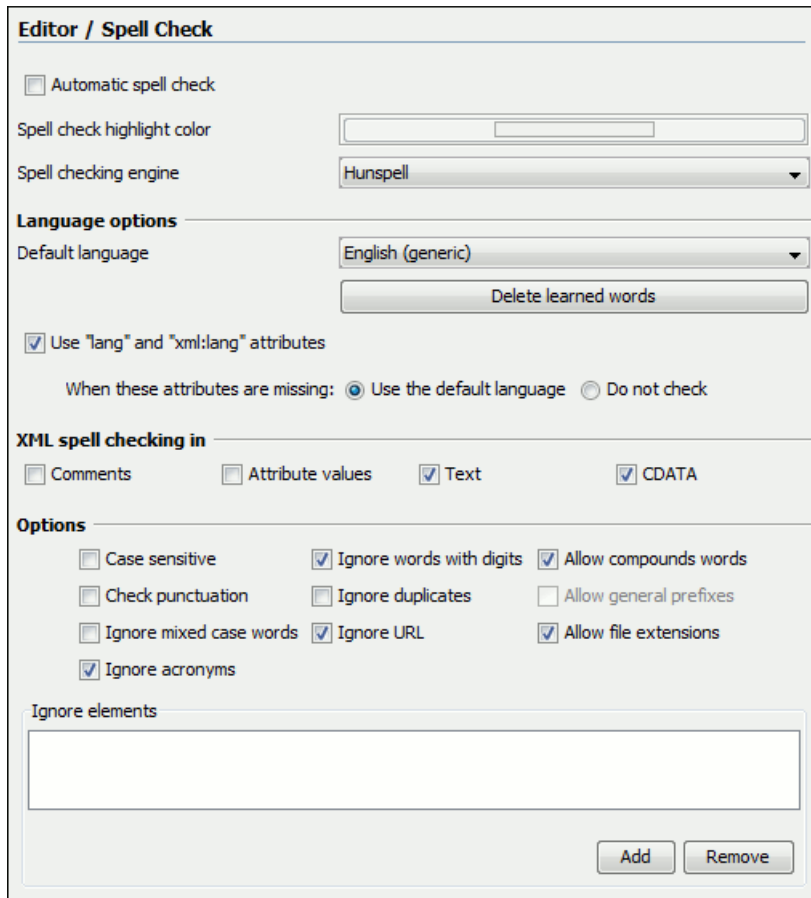 Editor / Spell Check
Automatic spell check
Spell check highlight color
Spell checking engine Hunspell
Language options
Default language English (generic)
Delete learned words
Use "lang" and "xml:lang" attributes
When these attributes are missing: Use the default language Do not check
XML spell checking in
Comments Attribute values Text CDATA
Options
Case sensitive Ignore words with digits Allow compounds words
Check punctuation Ignore duplicates Allow general prefixes
Ignore mixed case words Ignore URL Allow file extensions
Ignore acronyms
Ignore elements
Add Remove